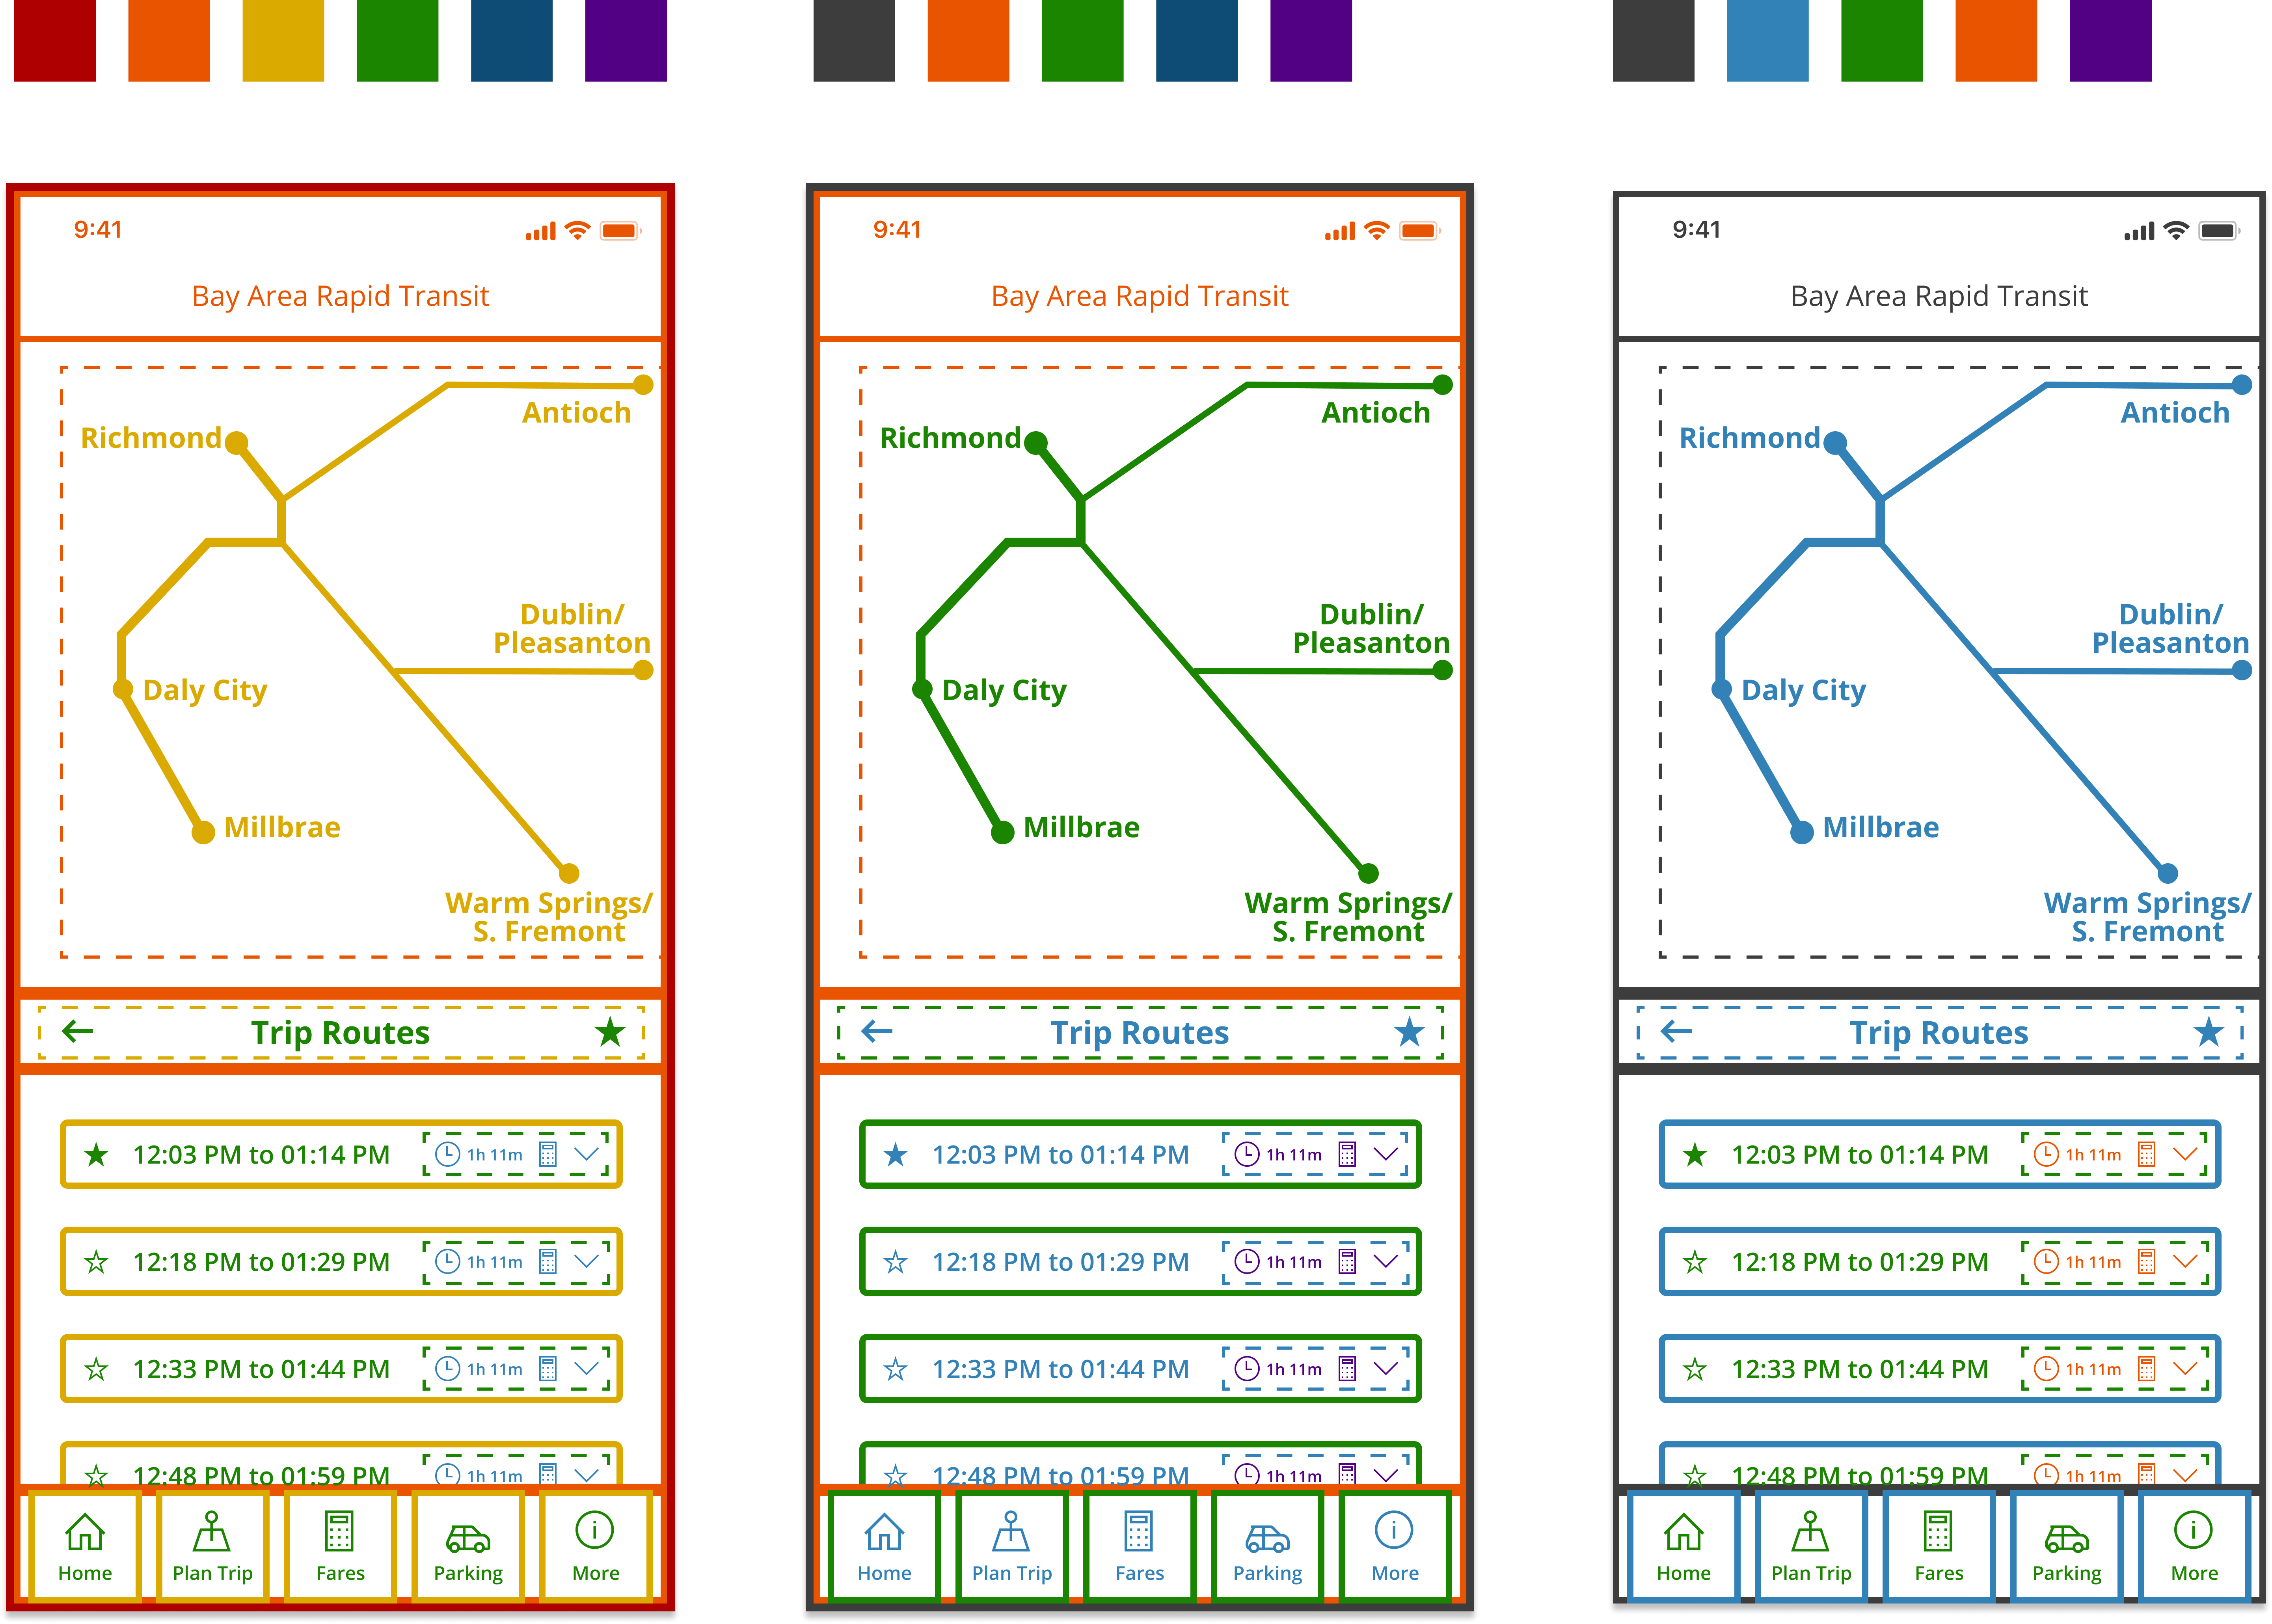 9:41
Bay Area Rapid Transit
Antioch
Richmond
Dublin/
Pleasanton
Daly City
Millbrae
Warm Springs/
S. Fremont
Trip Routes
12:03 PM to 01:14 PM 1h 11m
12:18 PM to 01:29 PM 1h 11m
12:33 PM to 01:44 PM 1h 11m
12:48 PM to 01:59 PM 1h 11m
Home Plan Trip Fares Parking More
9:41
Bay Area Rapid Transit
Antioch
Richmond
Dublin/
Pleasanton
Daly City
Millbrae
Warm Springs/
S. Fremont
Trip Routes
12:03 PM to 01:14 PM 1h 11m
12:18 PM to 01:29 PM 1h 11m
12:33 PM to 01:44 PM 1h 11m
12:48 PM to 01:59 PM 1h 11m
Home Plan Trip Fares Parking More
9:41
Bay Area Rapid Transit
Antioch
Richmond
Dublin/
Pleasanton
Daly City
Millbrae
Warm Springs/
S. Fremont
Trip Routes
12:03 PM to 01:14 PM 1h 11m
12:18 PM to 01:29 PM 1h 11m
12:33 PM to 01:44 PM 1h 11m
12:48 PM to 01:59 PM 1h 11m
Home Plan Trip Fares Parking More